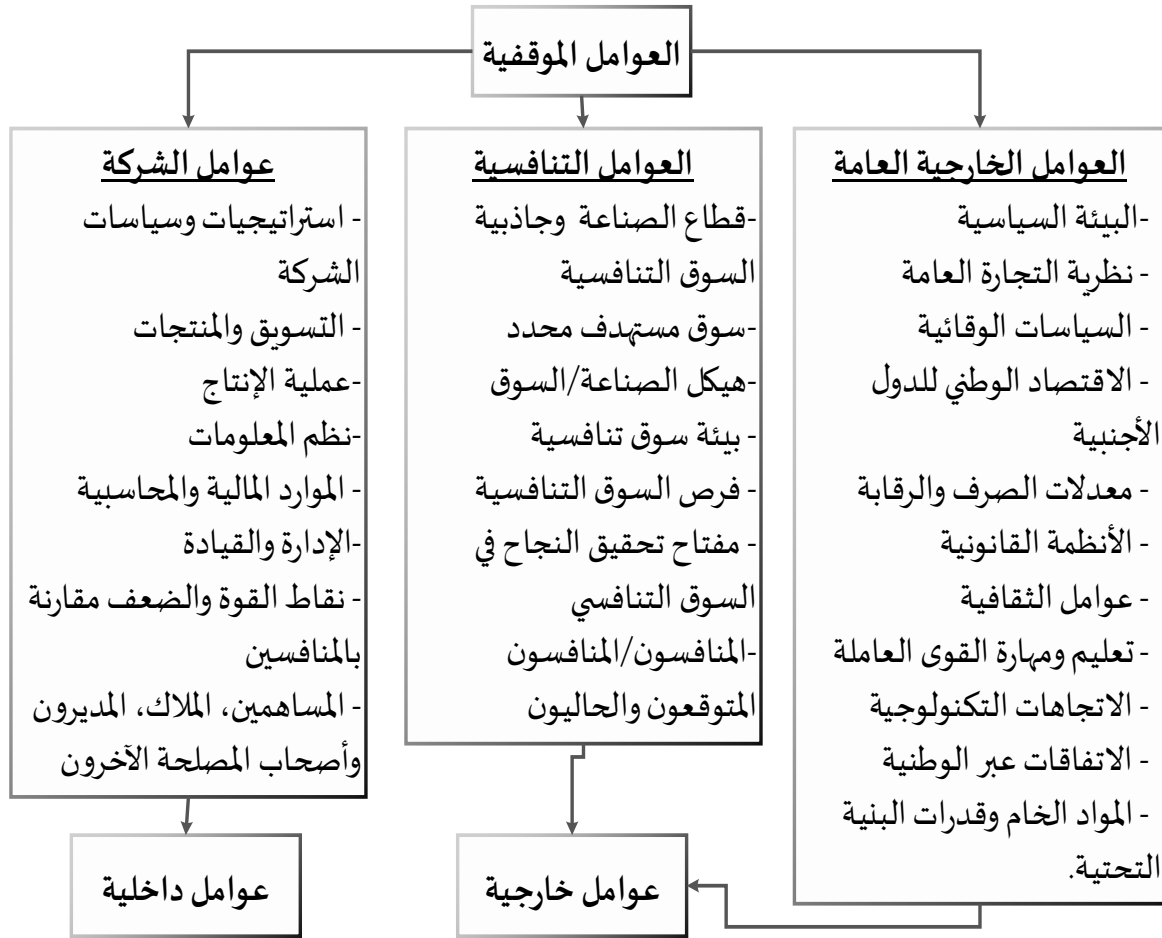 العوامل الموقفية
العوامل الخارجية العامة
-البيئة السياسية
- نظرية التجارة العامة
- السياسات الوقائية
- الاقتصاد الوطني للدول
الأجنبية
- معدلات الصرف والرقابة
- الأنظمة القانونية
- عوامل الثقافية
- تعليم ومهارة القوى العاملة
- الاتجاهات التكنولوجية
- الاتفاقات عبر الوطنية
- المواد الخام وقدرات البنية
التحتية.
العوامل التنافسية
-قطاع الصناعة وجاذبية
السوق التنافسية
-سوق مستهدف محدد
-هيكل الصناعة/السوق
- بيئة سوق تنافسية
- فرص السوق التنافسية
- مفتاح تحقيق النجاح في
السوق التنافسي
-المنافسون/المنافسون
المتوقعون والحاليون
عوامل الشركة
- استراتيجيات وسياسات
الشركة
- التسويق والمنتجات
-عملية الإنتاج
-نظم المعلومات
- الموارد المالية والمحاسبية
-الإدارة والقيادة
- نقاط القوة والضعف مقارنة
بالمنافسين
- المساهمين، الملاك، المديرون
وأصحاب المصلحة الآخرون
عوامل خارجية
عوامل داخلية